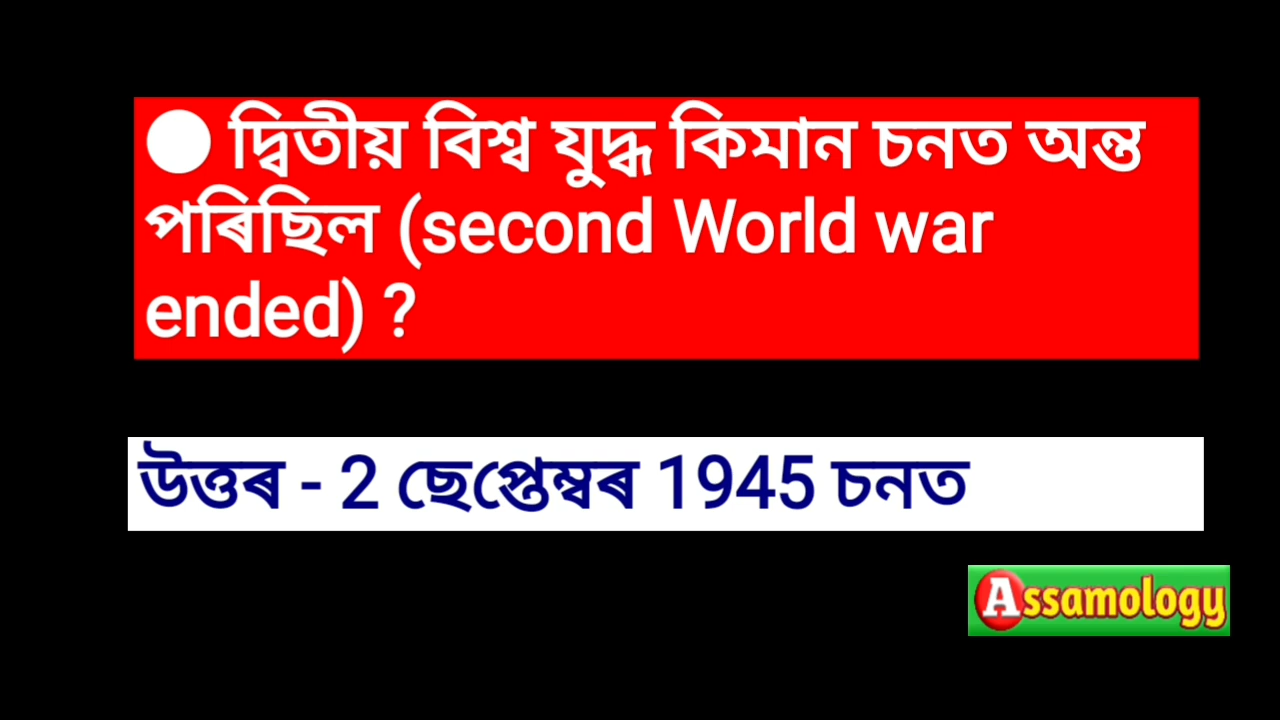 ● দ্বিতীয় বিশ্ব যুদ্ধ কিমান চনত অন্ত
পৰিছিল (second World war
ended) ?
উত্তৰ - 2 ছেপ্তেম্বৰ 1945 চনত
Assamology